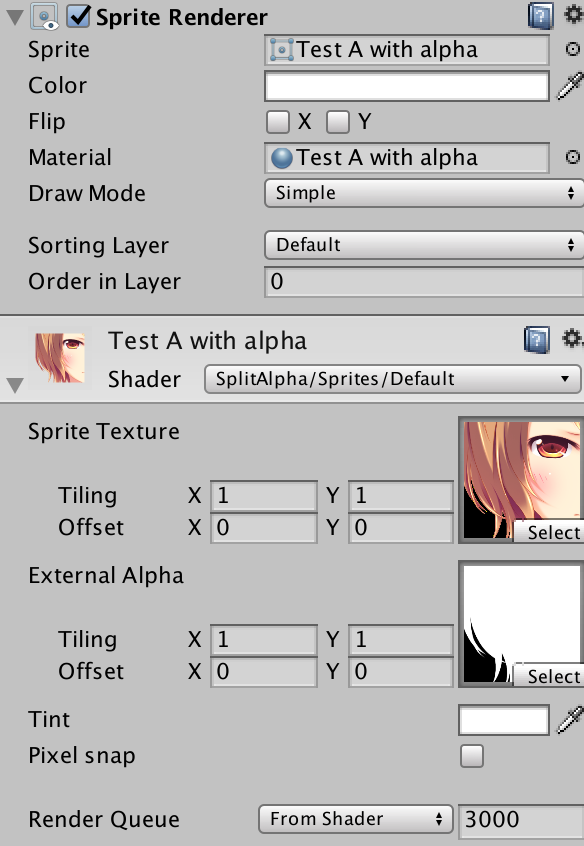 Sprite Renderer
Sprite Test A with alpha
Color
Flip X Y
Material Test A with alpha
Draw Mode Simple
Sorting Layer Default
Order in Layer 0
Test A with alpha
Shader SplitAlpha/Sprites/Default
Sprite Texture
Tiling X 1 Y 1
Offset X 0 Y 0
Select
External Alpha
Tiling X 1 Y 1
Offset X 0 Y 0
Select
Tint
Pixel snap
Render Queue From Shader 3000